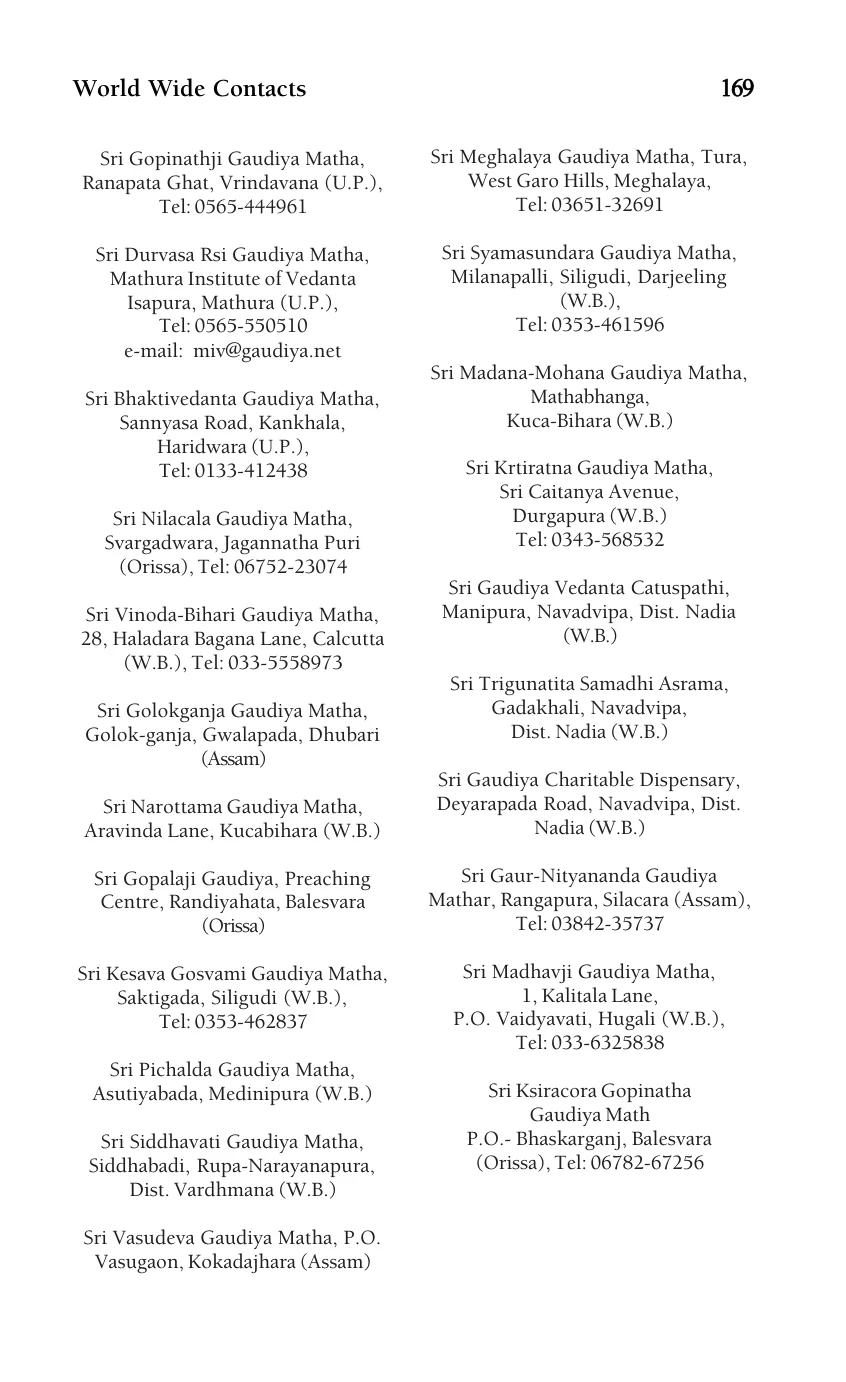 World Wide Contacts 169
Sri Gopinathji Gaudiya Matha,
Ranapata Ghat, Vrindavana (U.P.),
Tel: 0565-444961
Sri Durvasa Rsi Gaudiya Matha,
Mathura Institute of Vedanta
Isapura, Mathura (U.P.),
Tel: 0565-550510
e-mail: miv@gaudiya.net
Sri Bhaktivedanta Gaudiya Matha,
Sannyasa Road, Kankhala,
Haridwara (U.P.),
Tel: 0133-412438
Sri Nilacala Gaudiya Matha,
Svargadwara, Jagannatha Puri
(Orissa), Tel: 06752-23074
Sri Vinoda-Bihari Gaudiya Matha,
28, Haladara Bagana Lane, Calcutta
(W.B.), Tel: 033-5558973
Sri Golokganja Gaudiya Matha,
Golok-ganja, Gwalapada, Dhubari
(Assam)
Sri Narottama Gaudiya Matha,
Aravinda Lane, Kucabihara (W.B.)
Sri Gopalaji Gaudiya, Preaching
Centre, Randiyahata, Balesvara
(Orissa)
Sri Kesava Gosvami Gaudiya Matha,
Saktigada, Siligudi (W.B.),
Tel: 0353-462837
Sri Pichalda Gaudiya Matha,
Asutiyabada, Medinipura (W.B.)
Sri Siddhavati Gaudiya Matha,
Siddhabadi, Rupa-Narayanapura,
Dist. Vardhmana (W.B.)
Sri Vasudeva Gaudiya Matha, P.O.
Vasugaon, Kokadajhara (Assam)
Sri Meghalaya Gaudiya Matha, Tura,
West Garo Hills, Meghalaya,
Tel: 03651-32691
Sri Syamasundara Gaudiya Matha,
Milanapalli, Siligudi, Darjeeling
(W.B.),
Tel: 0353-461596
Sri Madana-Mohana Gaudiya Matha,
Mathabhanga,
Kuca-Bihara (W.B.)
Sri Krtiratna Gaudiya Matha,
Sri Caitanya Avenue,
Durgapura (W.B.)
Tel: 0343-568532
Sri Gaudiya Vedanta Catuspathi,
Manipura, Navadvipa, Dist. Nadia
(W.B.)
Sri Trigunatita Samadhi Asrama,
Gadakhali, Navadvipa,
Dist. Nadia (W.B.)
Sri Gaudiya Charitable Dispensary,
Deyarapada Road, Navadvipa, Dist.
Nadia (W.B.)
Sri Gaur-Nityananda Gaudiya
Mathar, Rangapura, Silacara (Assam),
Tel: 03842-35737
Sri Madhavji Gaudiya Matha,
1, Kalitala Lane,
P.O. Vaidyavati, Hugali (W.B.),
Tel: 033-6325838
Sri Ksiracora Gopinatha
Gaudiya Math
P.O.- Bhaskarganj, Balesvara
(Orissa), Tel: 06782-67256